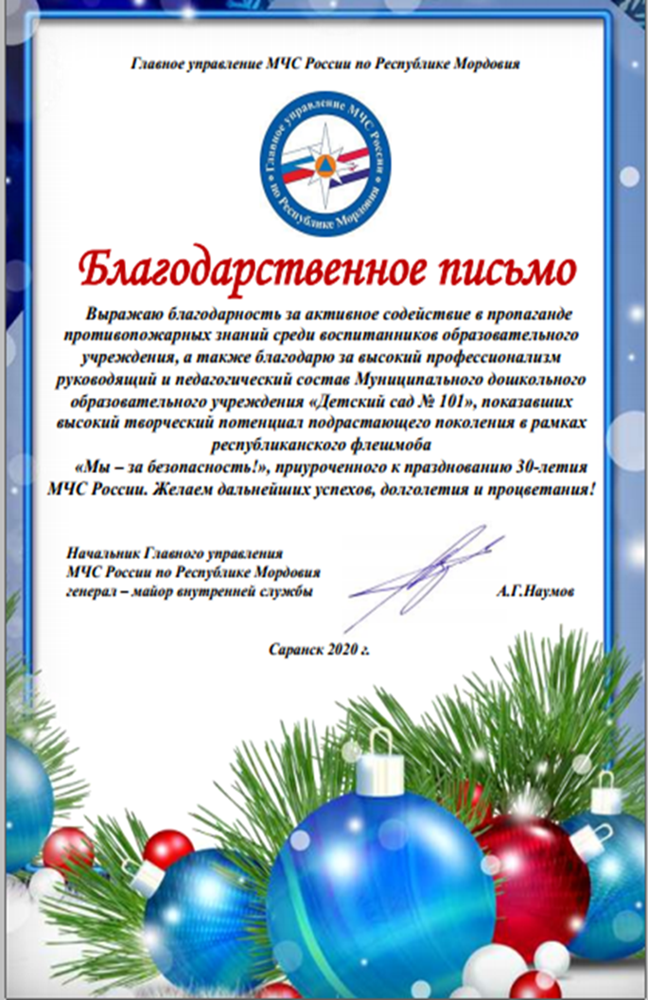 Главное управление МЧС России по Республике Мордовия
Главное управление МЧС России
по Республике Мордовия
Благодарственное письмо
Выражаю благодарность за активное содействие в пропаганде
противопожарных знаний среди воспитанников образовательного
учреждения, а также благодарю за высокий профессионализм
руководящий и педагогический состав Муниципального дошкольного
образовательного учреждения «Детский сад № 101», показавших
высокий творческий потенциал подрастающего поколения в рамках
республиканского флешмоба
«Мы – за безопасность!», приуроченного к празднованию 30-летия
МЧС России. Желаем дальнейших успехов, долголетия и процветания!
Начальник Главного управления
МЧС России по Республике Мордовия
генерал – майор внутренней службы А.Г.Наумов
Саранск 2020 г.